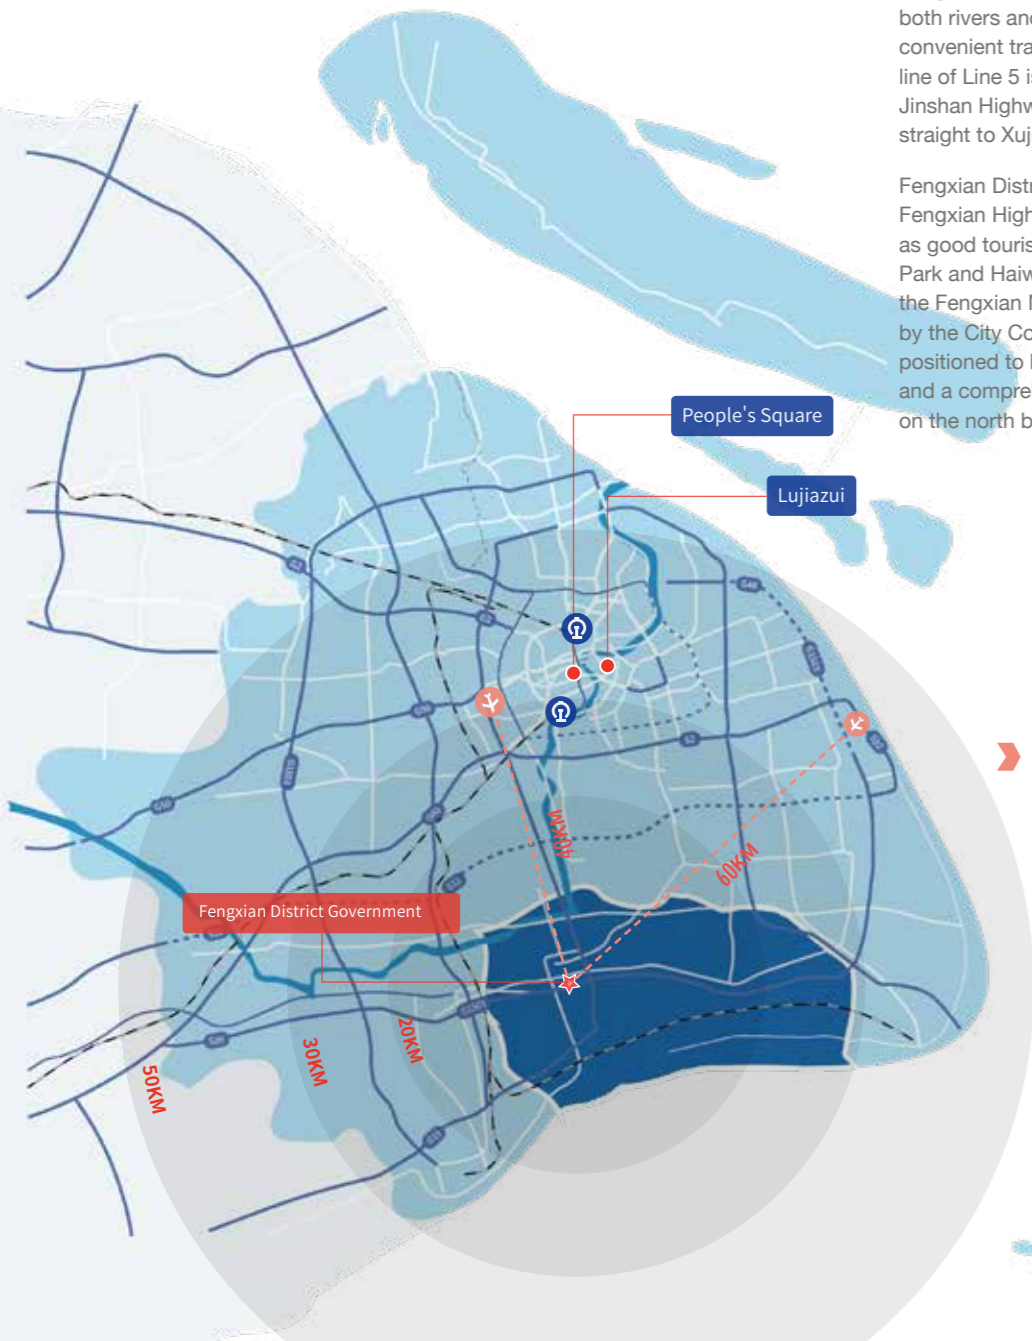 both rivers and
convenient tra
line of Line 5 i
Jinshan Highw
straight to Xuj
Fengxian Distr
Fengxian High
as good touris
Park and Haiw
the Fengxian
by the City Co
positioned to
and a compre
on the north b
People's Square
Lujiazui
40KM
60KM
Fengxian District Government
20KM
30KM
50KM